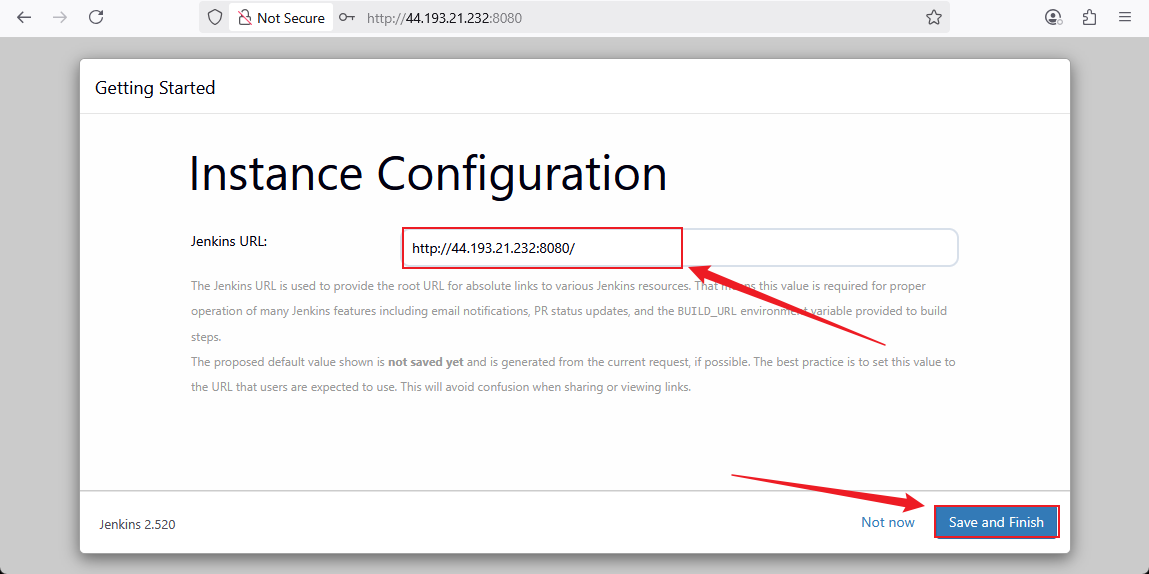 Not Secure http://44.193.21.232:8080
Getting Started
Instance Configuration
Jenkins URL:
http://44.193.21.232:8080/
The Jenkins URL is used to provide the root URL for absolute links to various Jenkins resources. That means this value is required for proper
operation of many Jenkins features including email notifications, PR status updates, and the BUILD_URL environment variable provided to build
steps.
The proposed default value shown is not saved yet and is generated from the current request, if possible. The best practice is to set this value to
the URL that users are expected to use. This will avoid confusion when sharing or viewing links.
Jenkins 2.520
Not now
Save and Finish